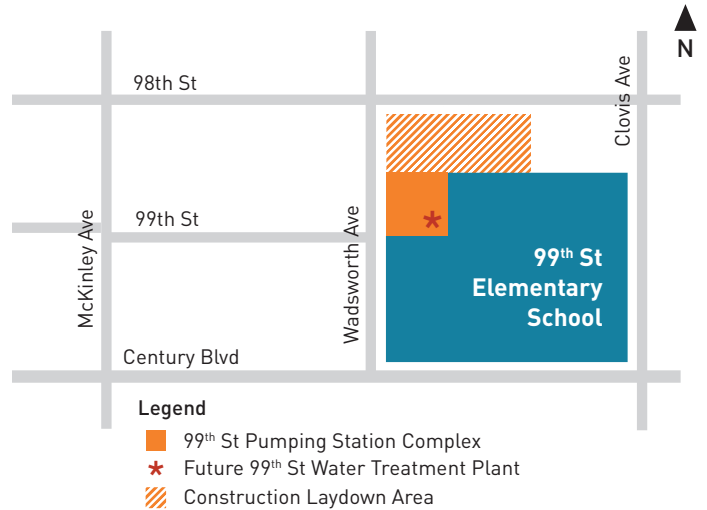 N
98th St
Clovis Ave
McKinley Ave
99th St
Wadsworth Ave
99th St
Elementary
School
Century Blvd
Legend
99th St Pumping Station Complex
* Future 99th St Water Treatment Plant
Construction Laydown Area